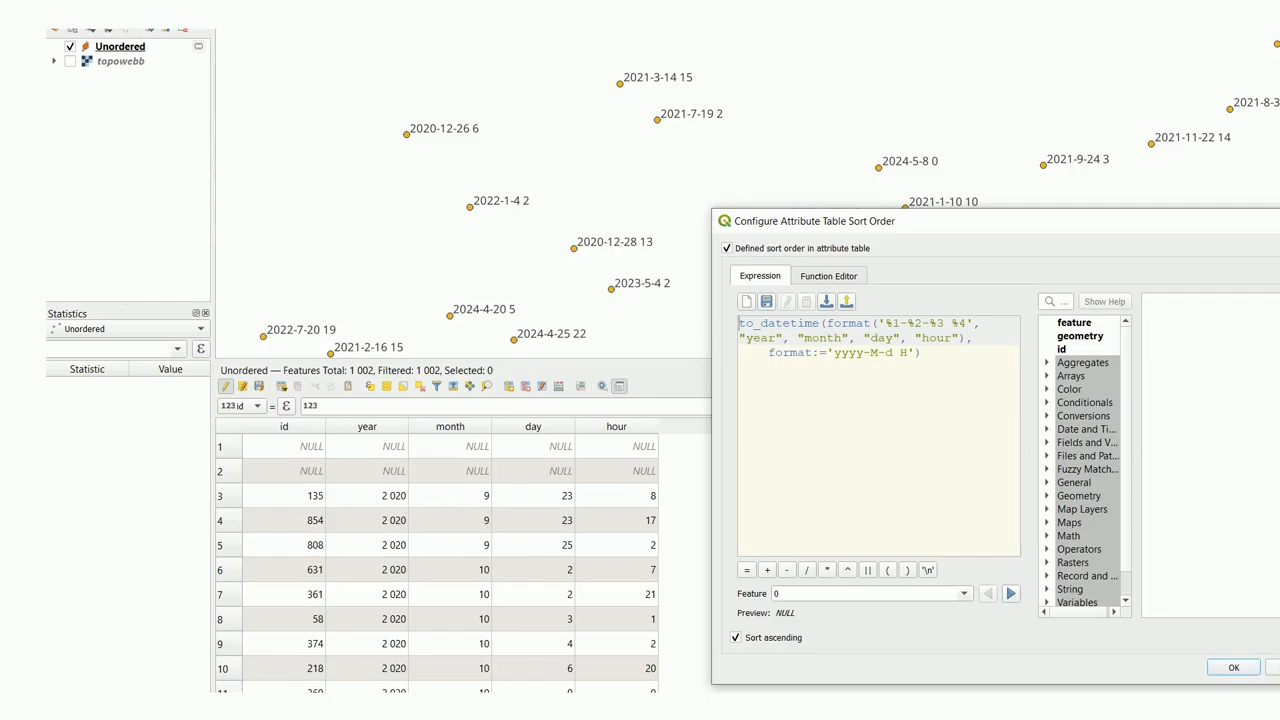 Unordered
topowebb
2021-3-14 15
2021-7-19 2
2021-8-3
2020-12-26 6
2021-11-22 14
2024-5-8 0
2021-9-24 3
2022-1-4 2
2021-1-10 10
2020-12-28 13
2023-5-4 2
2024-4-20 5
2022-7-20 19
2024-4-25 22
2021-2-16 15
Statistics
Unordered
ε
Statistic Value
Unordered — Features Total: 1 002, Filtered: 1 002, Selected: 0
123 id = ε 123
id year month day hour
1 NULL NULL NULL NULL NULL
2 NULL NULL NULL NULL NULL
3 135 2 020 9 23 8
4 854 2 020 9 23 17
5 808 2 020 9 25 2
6 631 2 020 10 2 7
7 361 2 020 10 2 21
8 58 2 020 10 3 1
9 374 2 020 10 4 2
10 218 2 020 10 6 20
Configure Attribute Table Sort Order
Defined sort order in attribute table
Expression Function Editor
... Show Help
to_datetime(format('%1-%2-%3 %4',
"year", "month", "day", "hour"),
format:='yyyy-M-d H')
feature
geometry
id
Aggregates
Arrays
Color
Conditionals
Conversions
Date and Ti...
Fields and V...
Files and Pat...
Fuzzy Match...
General
Geometry
Map Layers
Maps
Math
Operators
Rasters
Record and ...
String
Variables
= + - / * ^ || ( ) '\n'
Feature 0
Preview: NULL
Sort ascending
OK